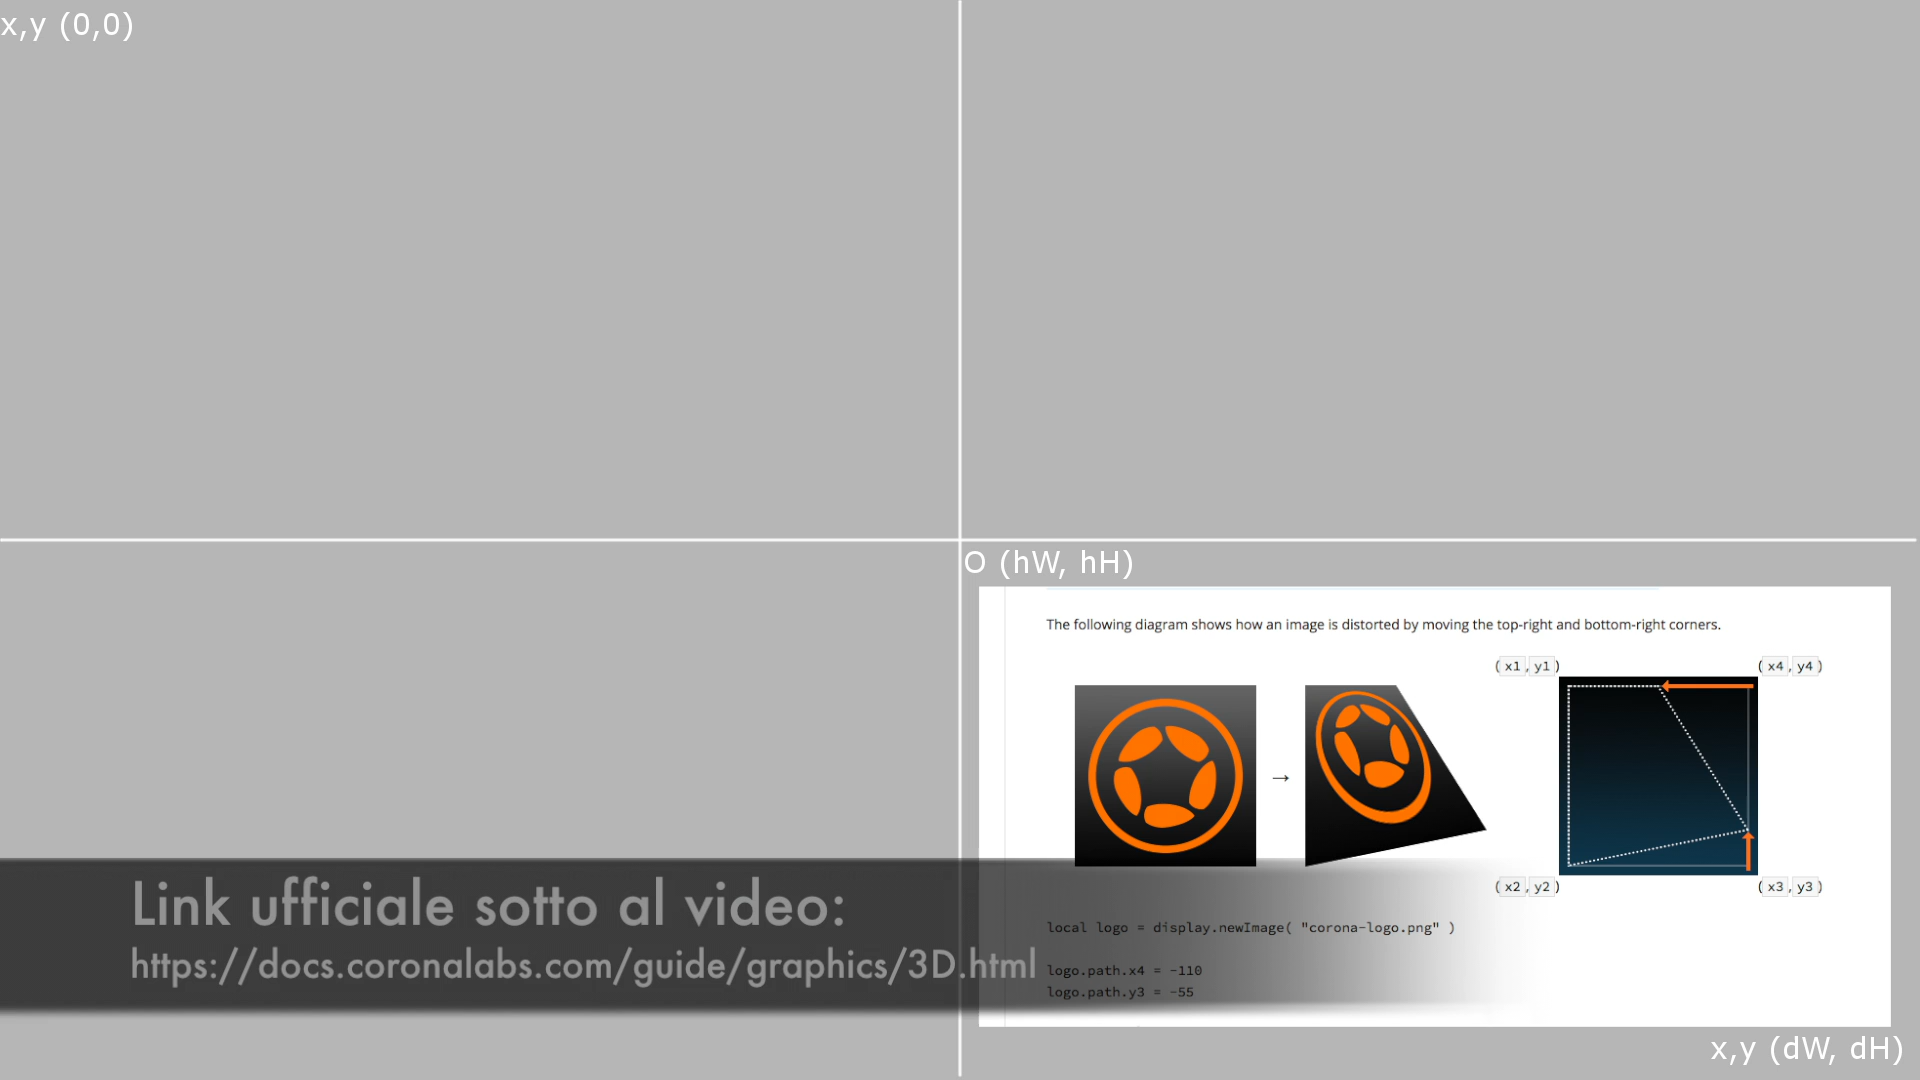 x,y (0,0)
O (hW, hH)
The following diagram shows how an image is distorted by moving the top-right and bottom-right corners.
( x1 , y1 )
( x4 , y4 )
→
( x2 , y2 )
( x3 , y3 )
Link ufficiale sotto al video:
https://docs.coronalabs.com/guide/graphics/3D.html
local logo = display.newImage( "corona-logo.png" )
logo.path.x4 = -110
logo.path.y3 = -55
x,y (dW, dH)